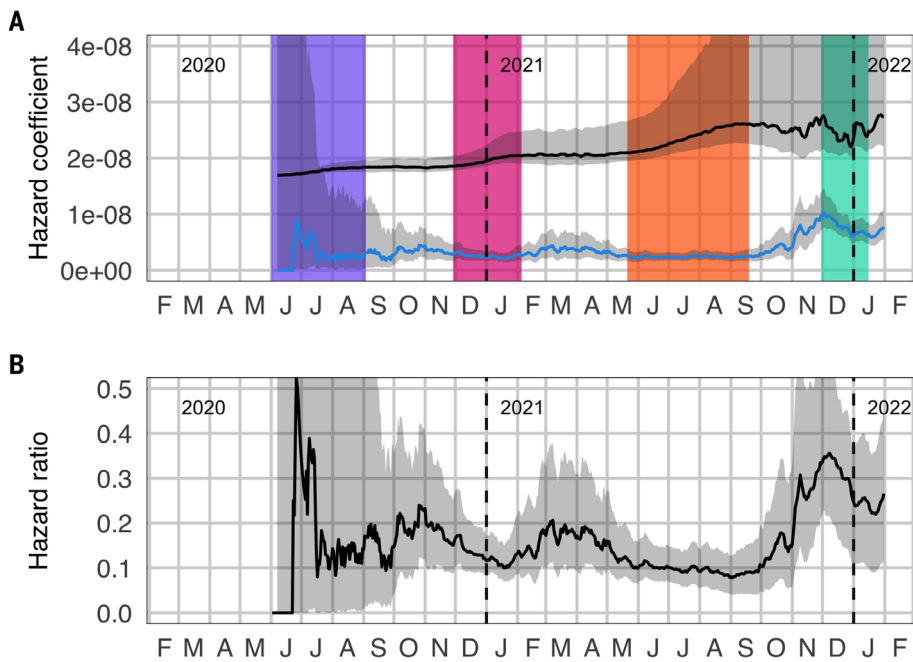 A
Hazard coefficient
4e-08
3e-08
2e-08
1e-08
0e+00
2020
2021
2022
F M A M J J A S O N D J F M A M J J A S O N D J F
B
Hazard ratio
0.5
0.4
0.3
0.2
0.1
0.0
2020
2021
2022
F M A M J J A S O N D J F M A M J J A S O N D J F